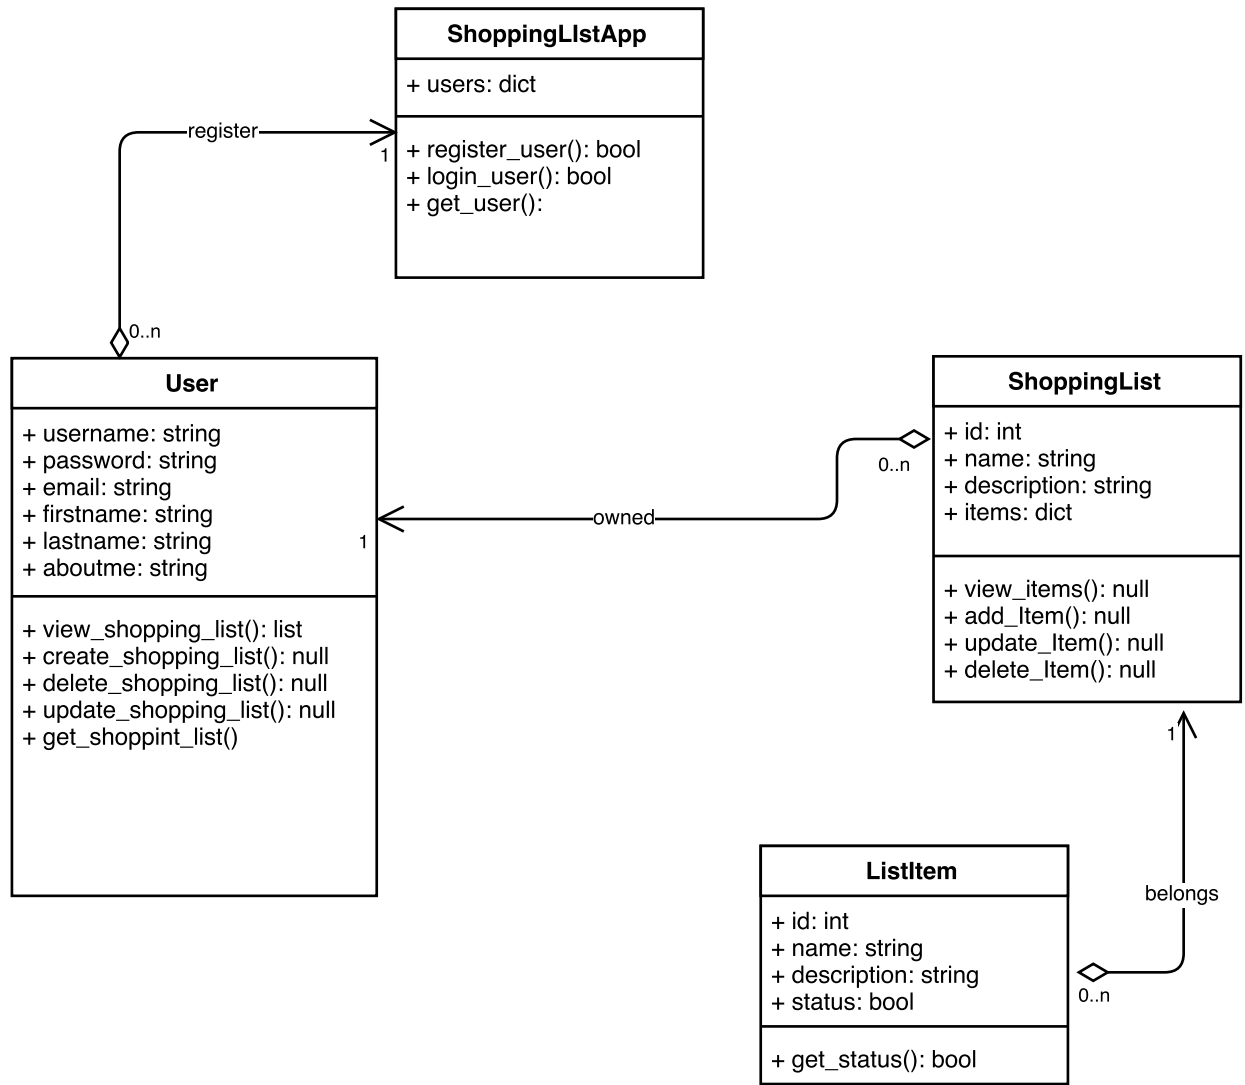 ShoppingLIstApp
+ users: dict
+ register_user(): bool
+ login_user(): bool
+ get_user():
register
1
0..n
User
+ username: string
+ password: string
+ email: string
+ firstname: string
+ lastname: string
+ aboutme: string
+ view_shopping_list(): list
+ create_shopping_list(): null
+ delete_shopping_list(): null
+ update_shopping_list(): null
+ get_shoppint_list()
1
owned
0..n
ShoppingList
+ id: int
+ name: string
+ description: string
+ items: dict
+ view_items(): null
+ add_Item(): null
+ update_Item(): null
+ delete_Item(): null
1
belongs
0..n
ListItem
+ id: int
+ name: string
+ description: string
+ status: bool
+ get_status(): bool